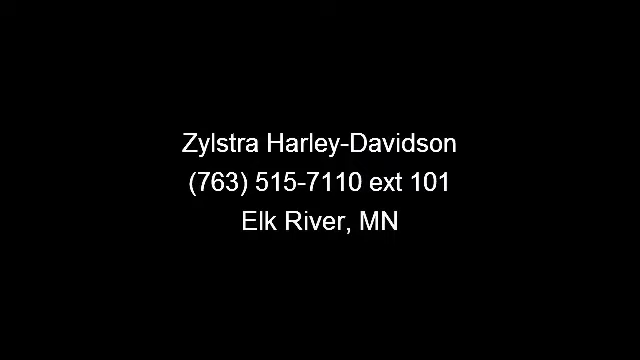 Zylstra Harley-Davidson
(763) 515-7110 ext 101
Elk River, MN